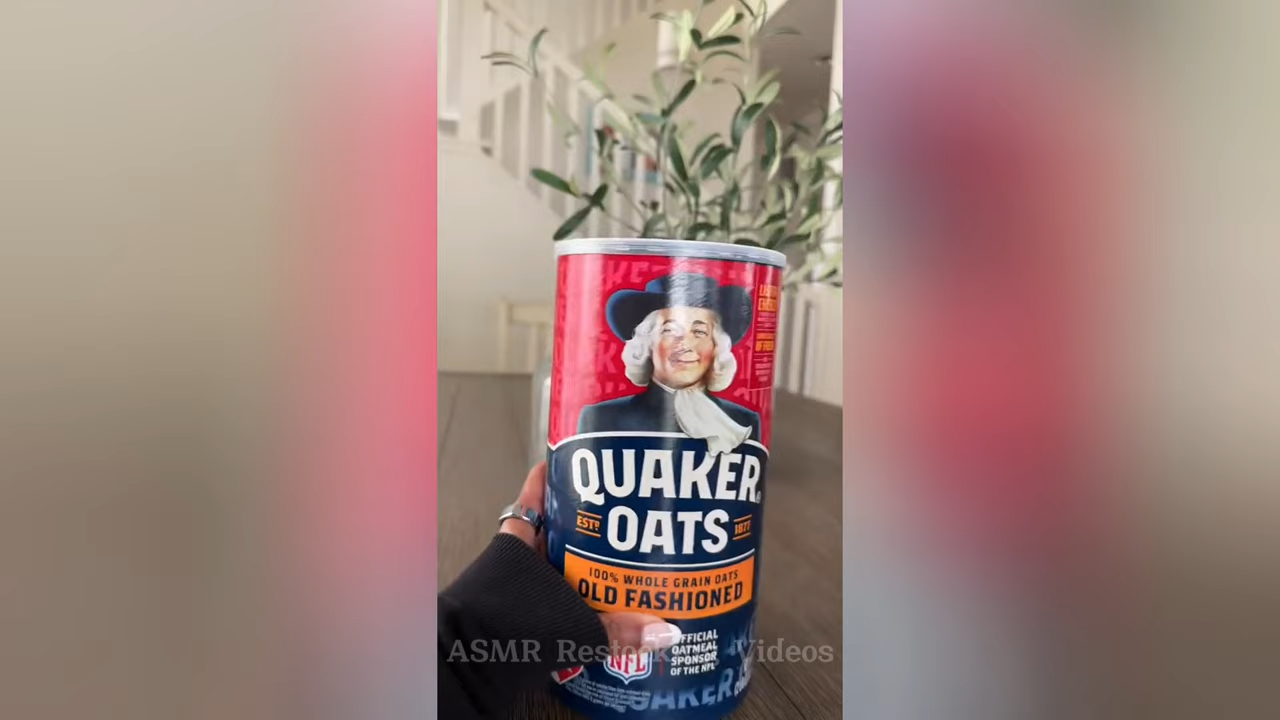 QUAKER
ESTD
OATS
1877
100% WHOLE GRAIN OATS
OLD FASHIONED
OFFICIAL
OATMEAL
SPONSOR
OF THE NFL
NFL
ASMR Restock Videos
QUAKER